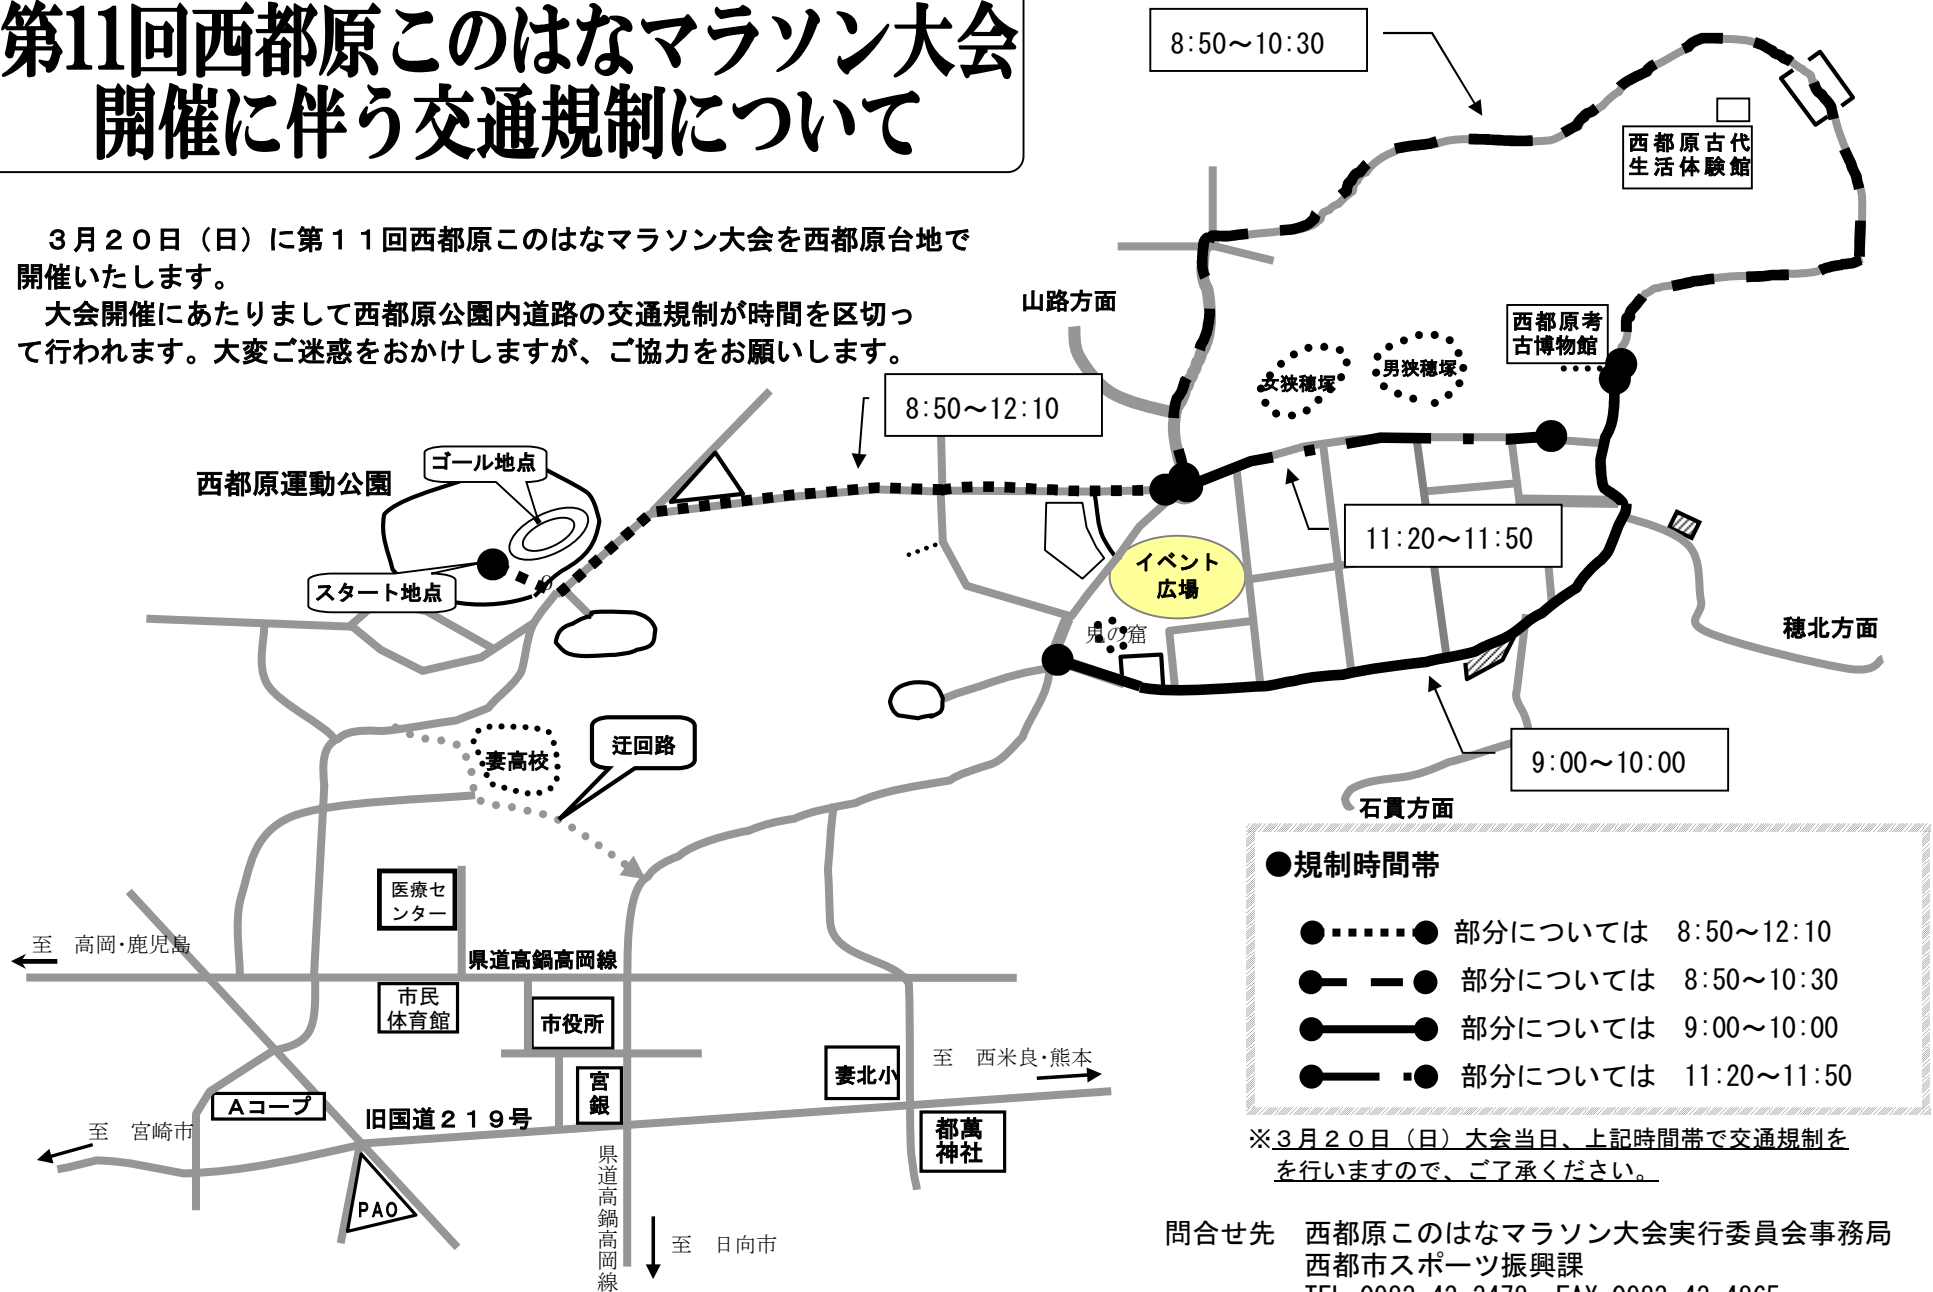 第11回西都原このはなマラソン大会
開催に伴う交通規制について
３月２０日（日）に第１１回西都原このはなマラソン大会を西都原台地で
開催いたします。
大会開催にあたりまして西都原公園内道路の交通規制が時間を区切っ
て行われます。大変ご迷惑をおかけしますが、ご協力をお願いします。
8:50～10:30
西都原古代
生活体験館
山路方面
西都原考
古博物館
女狭穂塚
男狭穂塚
8:50～12:10
西都原運動公園
ゴール地点
スタート地点
11:20～11:50
イベント
広場
鬼の窟
穂北方面
9:00～10:00
石貫方面
妻高校
迂回路
医療セ
ンター
至　高岡・鹿児島
県道高鍋高岡線
市民
体育館
市役所
宮
銀
妻北小
至　西米良・熊本
Ａコープ
旧国道２１９号
至　宮崎市
都萬
神社
PAO
県道高鍋高岡線
至　日向市
●規制時間帯
部分については　8:50～12:10
部分については　8:50～10:30
部分については　9:00～10:00
部分については　11:20～11:50
※３月２０日（日）大会当日、上記時間帯で交通規制を
を行いますので、ご了承ください。
問合せ先　西都原このはなマラソン大会実行委員会事務局
西都市スポーツ振興課